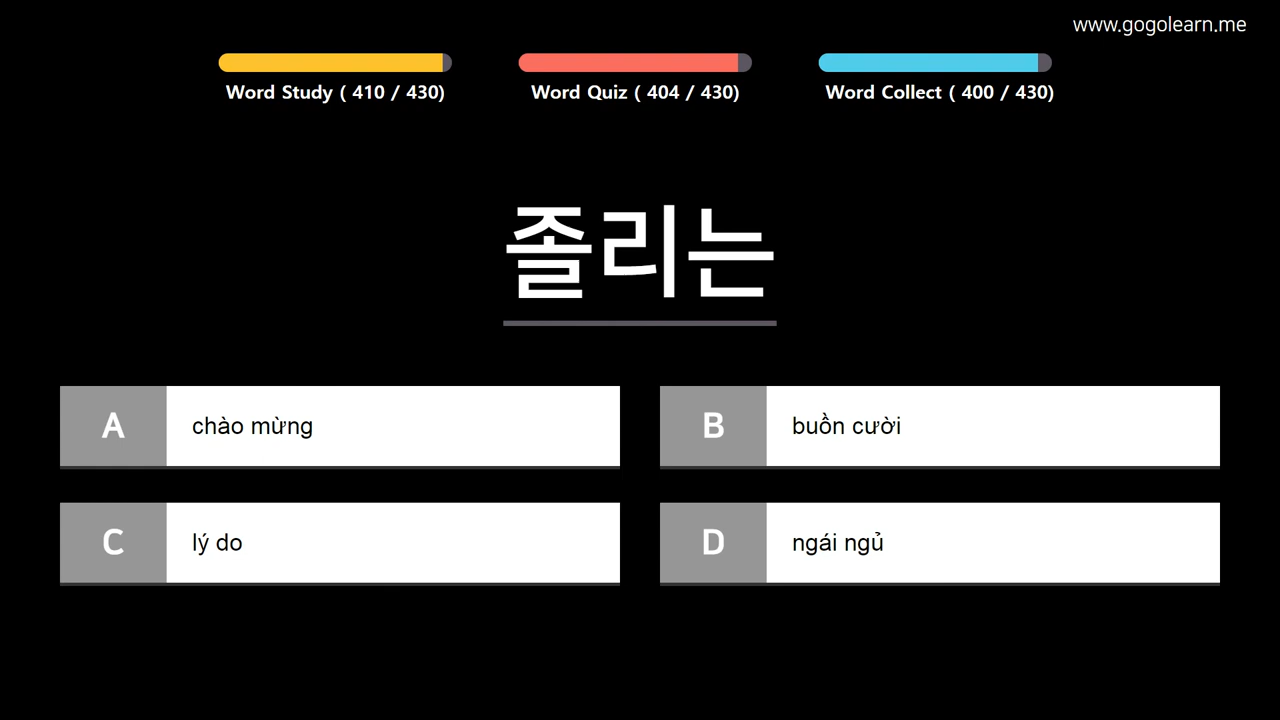 www.gogolearn.me
Word Study ( 410 / 430)
Word Quiz ( 404 / 430)
Word Collect ( 400 / 430)
졸리는
A chào mừng
B buồn cười
C lý do
D ngái ngủ